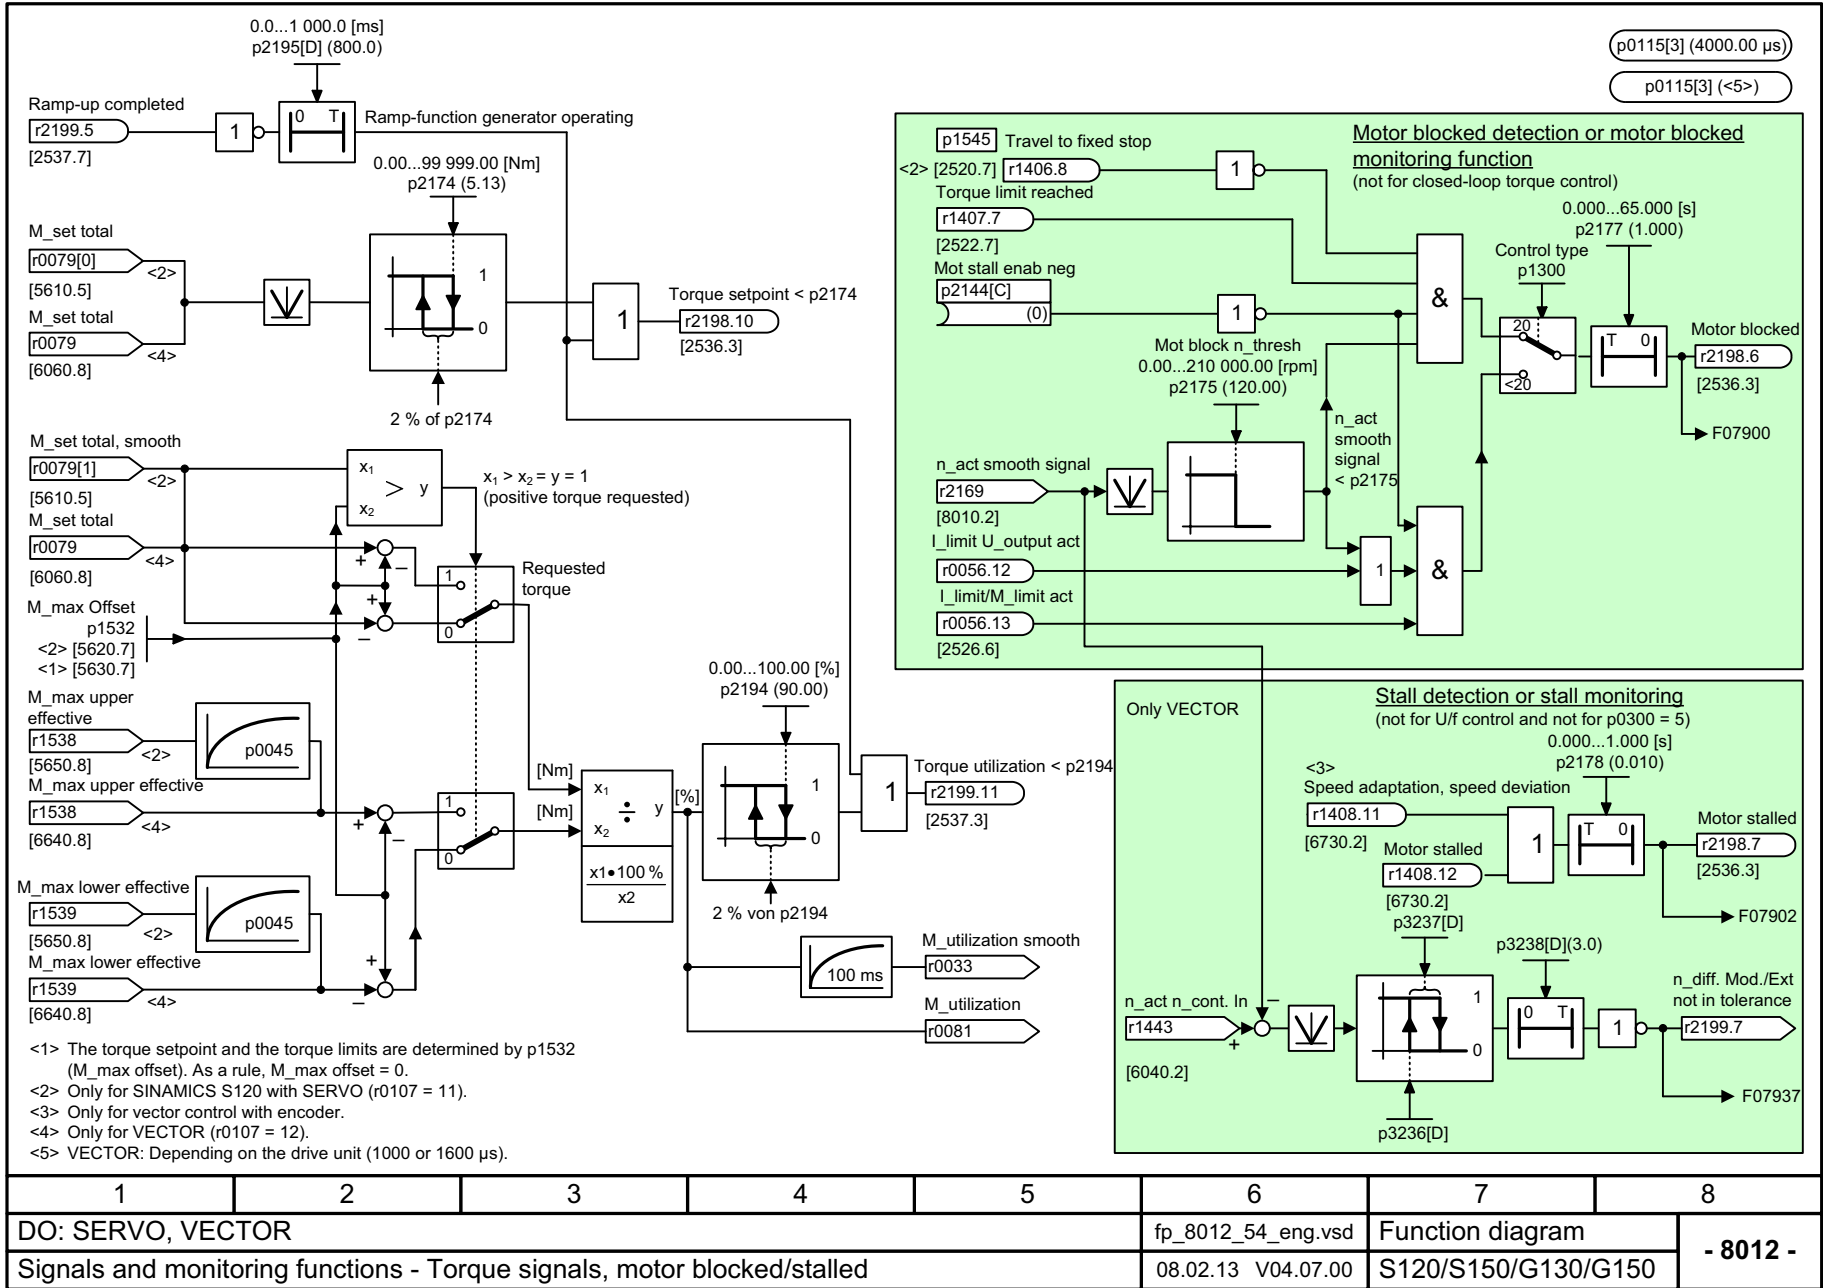 0.0...1 000.0 [ms]
p2195[D] (800.0)
Ramp-up completed
r2199.5
[2537.7]
1
0 T
Ramp-function generator operating
0.00...99 999.00 [Nm]
p2174 (5.13)
M_set total
r0079[0]
<2>
[5610.5]
M_set total
r0079
<4>
[6060.8]
1
0
2 % of p2174
1
Torque setpoint < p2174
r2198.10
[2536.3]
M_set total, smooth
r0079[1]
<2>
[5610.5]
M_set total
r0079
<4>
[6060.8]
x1
> y
x2
x1 > x2 = y = 1
(positive torque requested)
+
–
+
–
1
0
Requested
torque
M_max Offset
p1532
<2> [5620.7]
<1> [5630.7]
M_max upper
effective
r1538
<2>
[5650.8]
p0045
M_max upper effective
r1538
<4>
[6640.8]
M_max lower effective
r1539
<2>
[5650.8]
p0045
M_max lower effective
r1539
<4>
[6640.8]
+
–
+
–
1
0
[Nm]
[Nm]
x1
÷ y
x2
x1•100 %
x2
[%]
0.00...100.00 [%]
p2194 (90.00)
1
0
2 % von p2194
1
Torque utilization < p2194
r2199.11
[2537.3]
100 ms
M_utilization smooth
r0033
M_utilization
r0081
p0115[3] (4000.00 µs)
p0115[3] (<5>)
Motor blocked detection or motor blocked
monitoring function
(not for closed-loop torque control)
p1545 Travel to fixed stop
<2> [2520.7] r1406.8
1
Torque limit reached
r1407.7
[2522.7]
Mot stall enab neg
p2144[C]
(0)
1
Mot block n_thresh
0.00...210 000.00 [rpm]
p2175 (120.00)
n_act smooth signal
r2169
[8010.2]
n_act
smooth
signal
< p2175
I_limit U_output act
r0056.12
I_limit/M_limit act
r0056.13
[2526.6]
1
&
&
Control type
p1300
20
<20
0.000...65.000 [s]
p2177 (1.000)
T 0
Motor blocked
r2198.6
[2536.3]
F07900
Only VECTOR
Stall detection or stall monitoring
(not for U/f control and not for p0300 = 5)
0.000...1.000 [s]
p2178 (0.010)
<3>
Speed adaptation, speed deviation
r1408.11
[6730.2]
Motor stalled
r1408.12
[6730.2]
1
T 0
Motor stalled
r2198.7
[2536.3]
F07902
p3237[D]
p3238[D](3.0)
n_act n_cont. In
r1443
[6040.2]
–
+
1
0
p3236[D]
0 T
1
n_diff. Mod./Ext
not in tolerance
r2199.7
F07937
<1> The torque setpoint and the torque limits are determined by p1532
(M_max offset). As a rule, M_max offset = 0.
<2> Only for SINAMICS S120 with SERVO (r0107 = 11).
<3> Only for vector control with encoder.
<4> Only for VECTOR (r0107 = 12).
<5> VECTOR: Depending on the drive unit (1000 or 1600 µs).
1 2 3 4 5 6 7 8
DO: SERVO, VECTOR
fp_8012_54_eng.vsd
Function diagram
- 8012 -
Signals and monitoring functions - Torque signals, motor blocked/stalled
08.02.13 V04.07.00
S120/S150/G130/G150